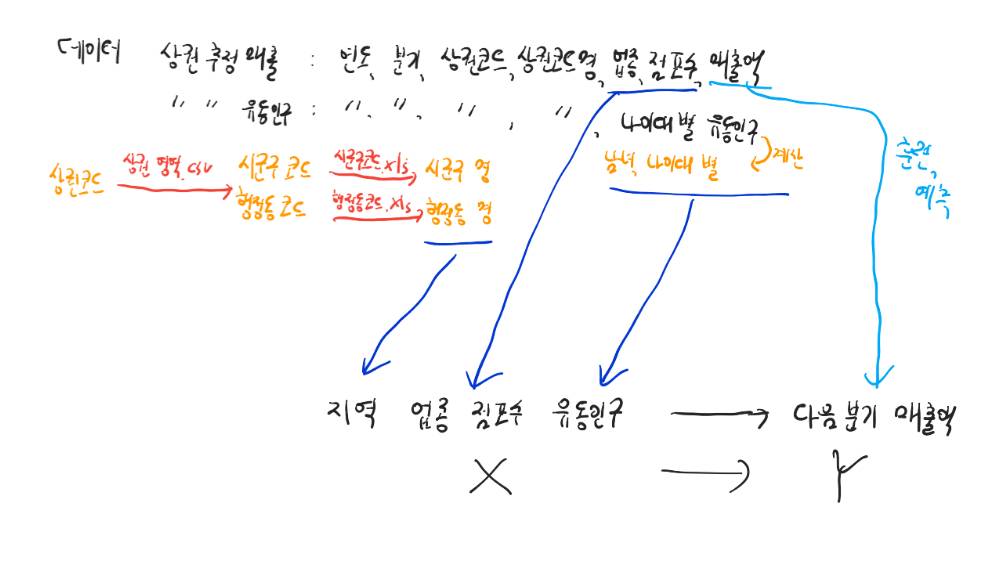 데이터 상권 추정 매출 : 연도, 분기, 상권코드, 상권코드명, 업종, 점포수, 매출액
〃 〃 유동인구 : 〃, 〃, 〃, 〃, 나이대 별 유동인구
상권코드 상권 영역.csv 시군구 코드 시군구코드.xls 시군구 명 남녁 나이대 별 계산
행정동 코드 행정동코드.xls 행정동 명
훈련,
예측
지역 업종 점포수 유동인구 → 다음 분기 매출액
X → Y